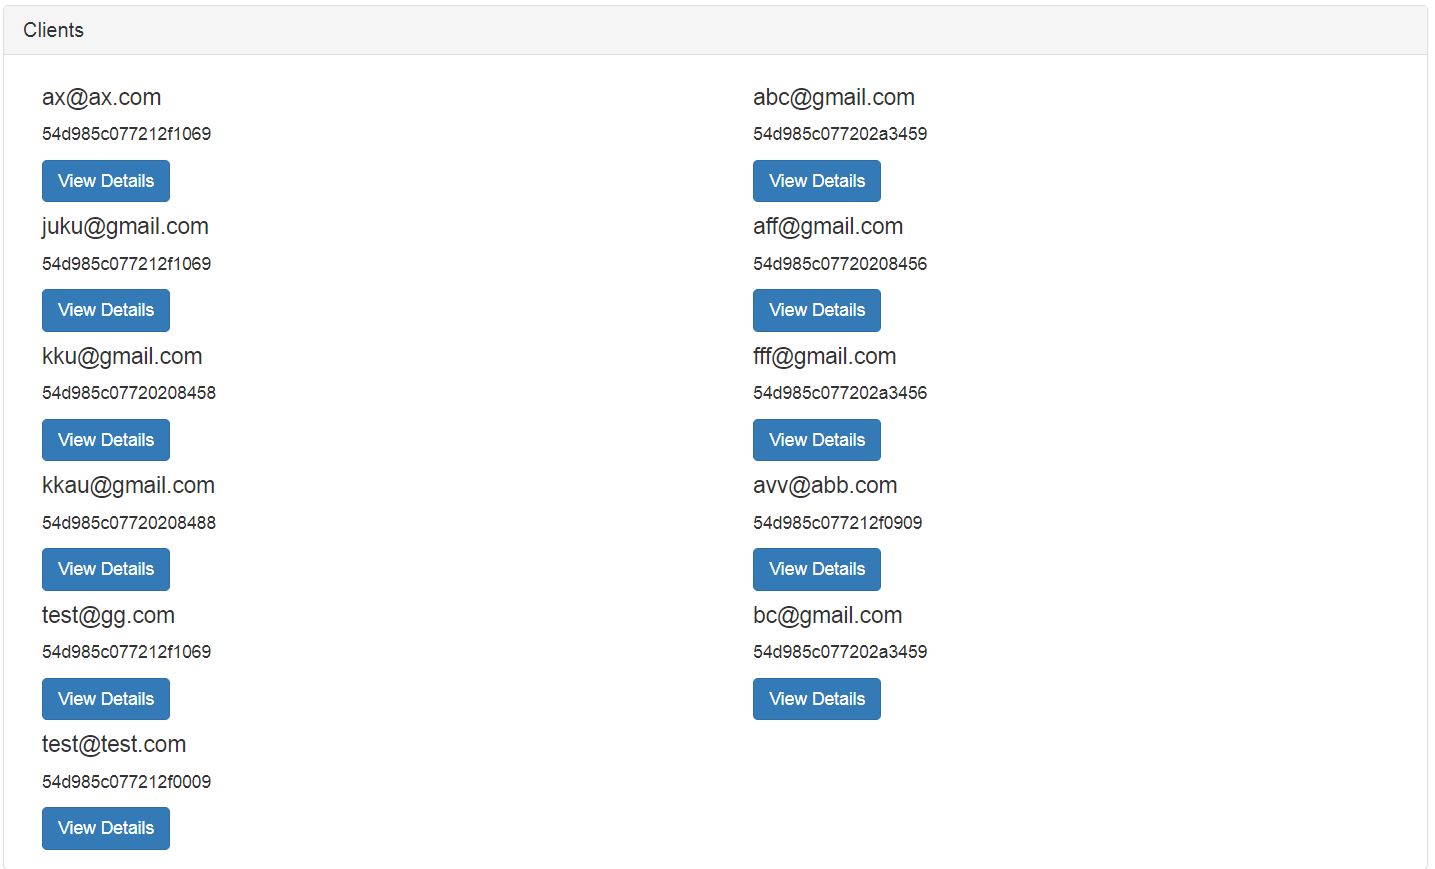 Clients
ax@ax.com
54d985c077212f1069
View Details
abc@gmail.com
54d985c077202a3459
View Details
juku@gmail.com
54d985c077212f1069
View Details
aff@gmail.com
54d985c07720208456
View Details
kku@gmail.com
54d985c07720208458
View Details
fff@gmail.com
54d985c077202a3456
View Details
kkau@gmail.com
54d985c07720208488
View Details
avv@abb.com
54d985c077212f0909
View Details
test@gg.com
54d985c077212f1069
View Details
bc@gmail.com
54d985c077202a3459
View Details
test@test.com
54d985c077212f0009
View Details